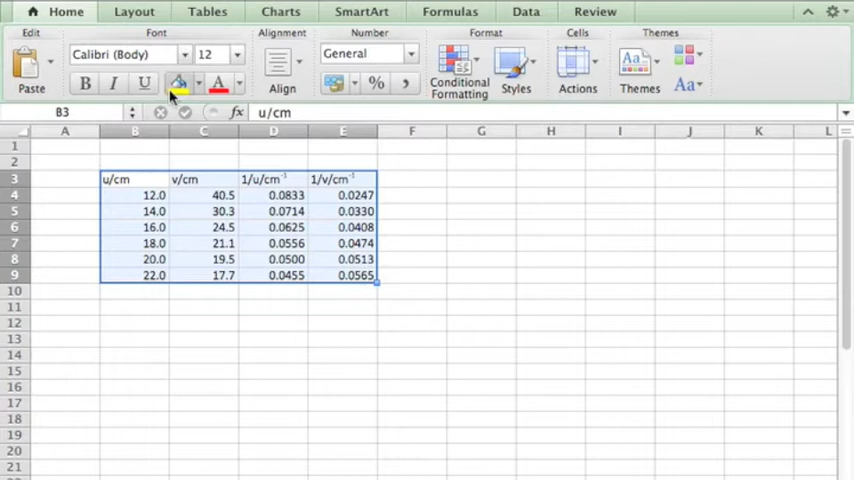 Home Layout Tables Charts SmartArt Formulas Data Review
Edit Font Alignment Number Format Cells Themes
Calibri (Body) 12 General
Paste B I U A Align % , Conditional Formatting Styles Actions Themes Aa
B3 fx u/cm
A B C D E F G H I J K L
1
2
3 u/cm v/cm 1/u/cm⁻¹ 1/v/cm⁻¹
4 12.0 40.5 0.0833 0.0247
5 14.0 30.3 0.0714 0.0330
6 16.0 24.5 0.0625 0.0408
7 18.0 21.1 0.0556 0.0474
8 20.0 19.5 0.0500 0.0513
9 22.0 17.7 0.0455 0.0565
10
11
12
13
14
15
16
17
18
19
20
21